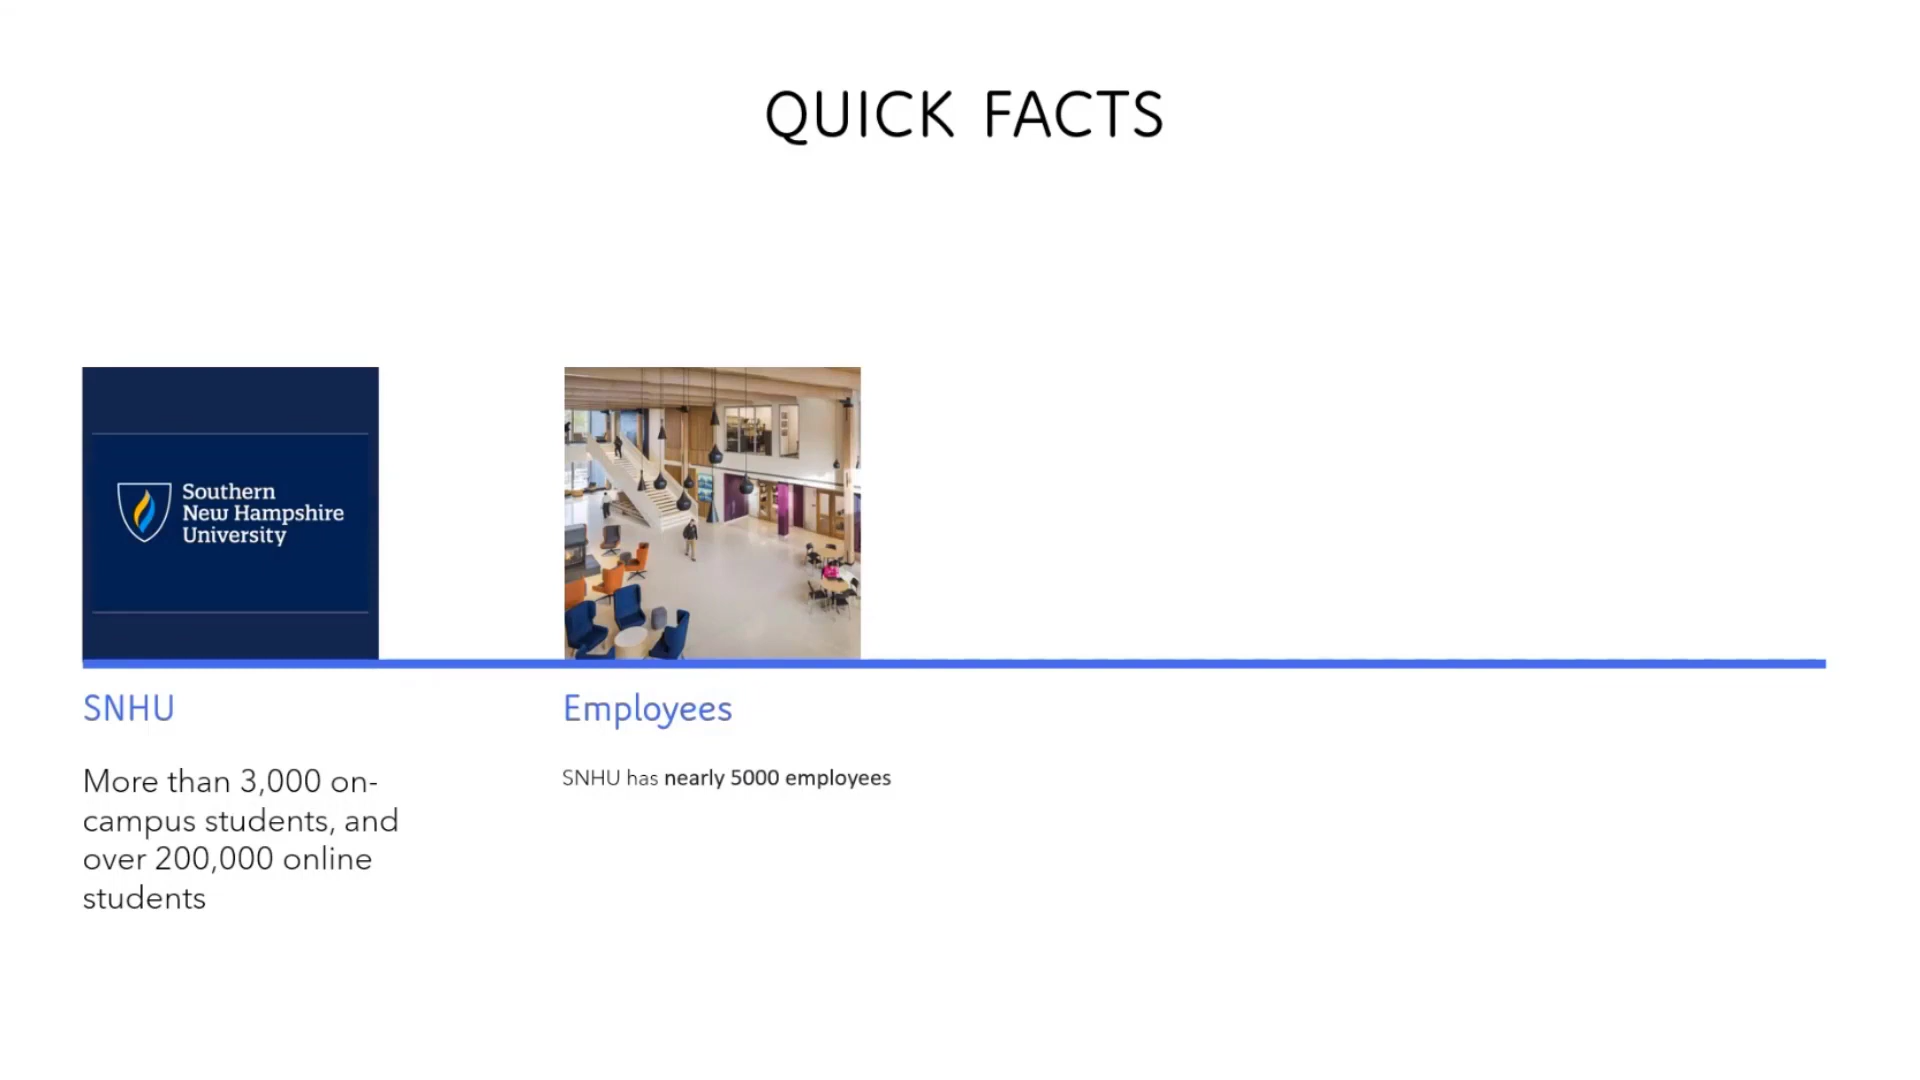 QUICK FACTS
Southern
New Hampshire
University
SNHU
More than 3,000 on-
campus students, and
over 200,000 online
students
Employees
SNHU has nearly 5000 employees